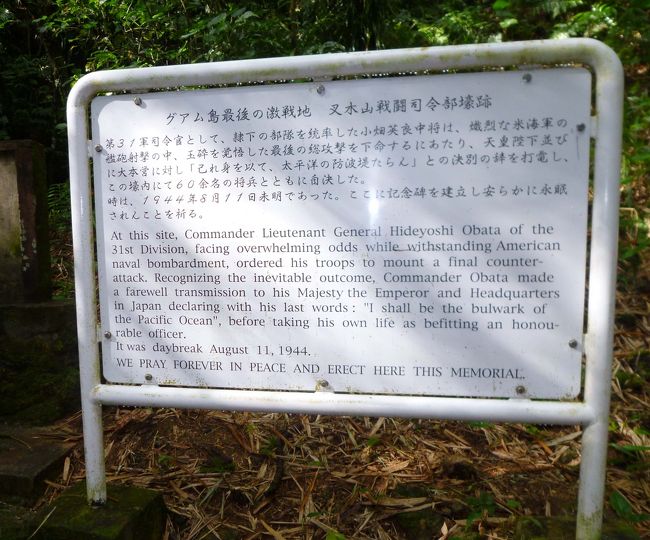 グアム島最後の激戦地　叉木山戦闘司令部壕跡
第31軍司令官として、隷下の部隊を統率した小畑英良中将は、熾烈な米海軍の
艦砲射撃の中、玉砕を覚悟した最後の総攻撃を下命するにあたり、天皇陛下並び
に大本営に対し「己れ身を以て、太平洋の防波堤たらん」との決別の辞を打電し、
この壕内にて60余名の将兵とともに自決した。
時は、1944年8月11日未明であった。ここに記念碑を建立し安らかに永眠
されんことを祈る。
At this site, Commander Lieutenant General Hideyoshi Obata of the
31st Division, facing overwhelming odds while withstanding American
naval bombardment, ordered his troops to mount a final counter-
attack. Recognizing the inevitable outcome, Commander Obata made
a farewell transmission to his Majesty the Emperor and Headquarters
in Japan declaring with his last words : "I shall be the bulwark of
the Pacific Ocean", before taking his own life as befitting an honou-
rable officer.
It was daybreak August 11, 1944.
WE PRAY FOREVER IN PEACE AND ERECT HERE THIS MEMORIAL.